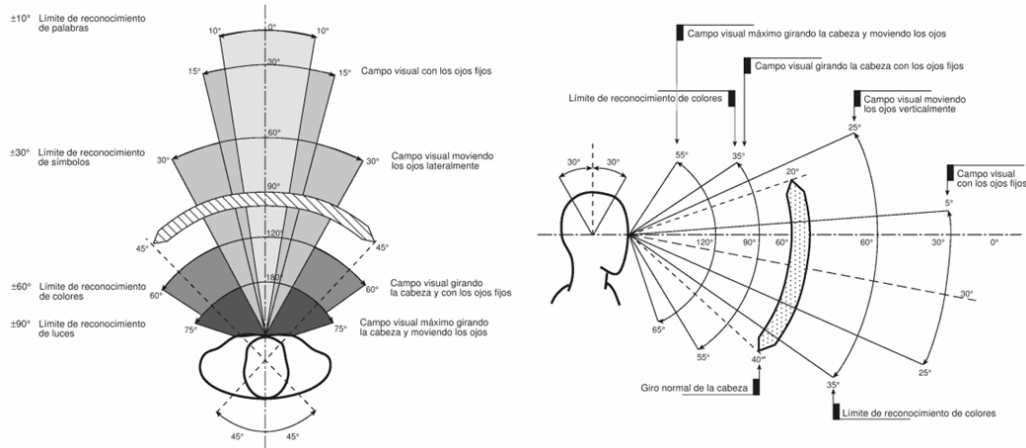 ±10° Límite de reconocimiento
de palabras
10°
0°
10°
15°
30°
15°
Campo visual con los ojos fijos
±30° Límite de reconocimiento
de símbolos
30°
60°
30°
Campo visual moviendo
los ojos lateralmente
90°
45°
45°
120°
±60° Límite de reconocimiento
de colores
60°
180°
60°
Campo visual girando
la cabeza y con los ojos fijos
±90° Límite de reconocimiento
de luces
75°
75°
Campo visual máximo girando
la cabeza y moviendo los ojos
45°
45°
Campo visual máximo girando la cabeza y moviendo los ojos
Campo visual girando la cabeza con los ojos fijos
Límite de reconocimiento de colores
Campo visual moviendo
los ojos verticalmente
30°
30°
55°
35°
25°
20°
Campo visual
con los ojos fijos
5°
120°
90°
60°
60°
30°
0°
30°
65°
55°
40°
25°
35°
Giro normal de la cabeza
Límite de reconocimiento de colores